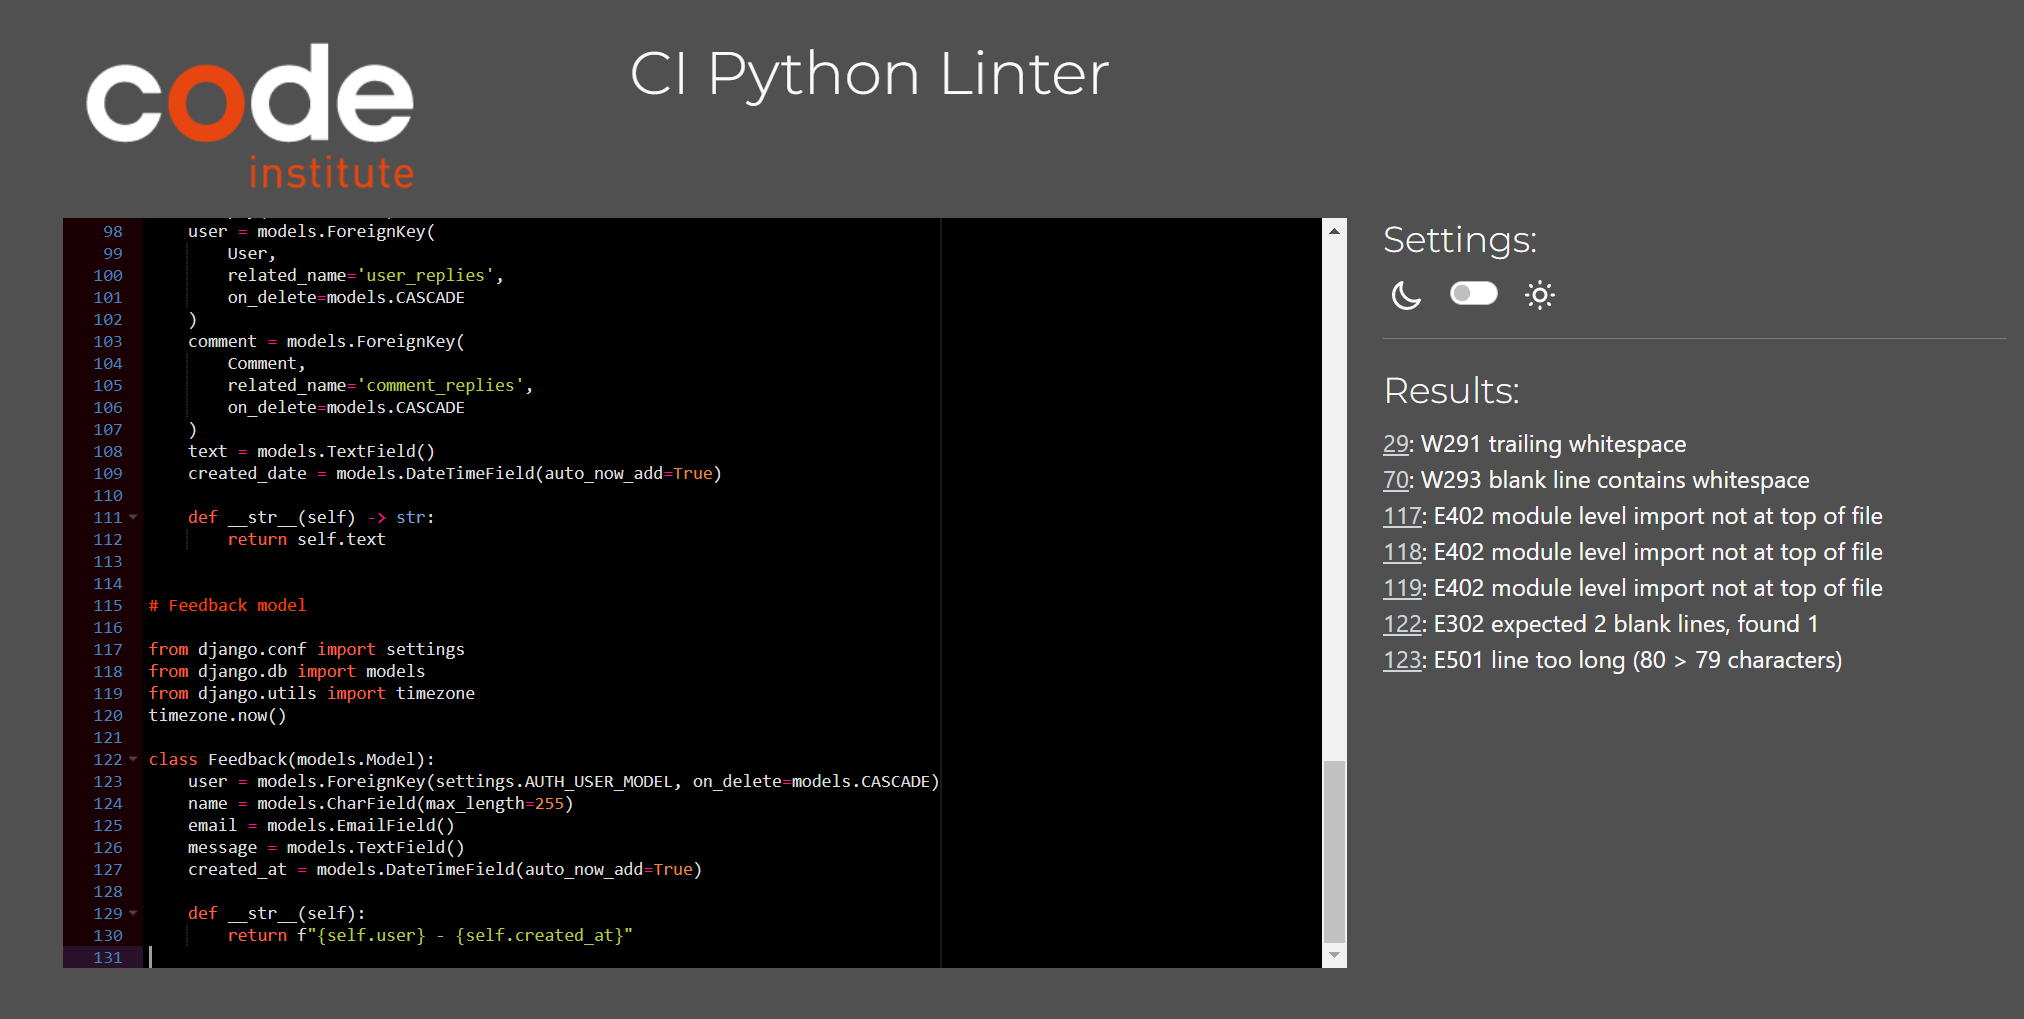 code
institute
CI Python Linter
98 user = models.ForeignKey(
99 User,
100 related_name='user_replies',
101 on_delete=models.CASCADE
102 )
103 comment = models.ForeignKey(
104 Comment,
105 related_name='comment_replies',
106 on_delete=models.CASCADE
107 )
108 text = models.TextField()
109 created_date = models.DateTimeField(auto_now_add=True)
110
111 def __str__(self) -> str:
112 return self.text
113
114
115 # Feedback model
116
117 from django.conf import settings
118 from django.db import models
119 from django.utils import timezone
120 timezone.now()
121
122 class Feedback(models.Model):
123 user = models.ForeignKey(settings.AUTH_USER_MODEL, on_delete=models.CASCADE)
124 name = models.CharField(max_length=255)
125 email = models.EmailField()
126 message = models.TextField()
127 created_at = models.DateTimeField(auto_now_add=True)
128
129 def __str__(self):
130 return f"{self.user} - {self.created_at}"
131
Settings:
Results:
29: W291 trailing whitespace
70: W293 blank line contains whitespace
117: E402 module level import not at top of file
118: E402 module level import not at top of file
119: E402 module level import not at top of file
122: E302 expected 2 blank lines, found 1
123: E501 line too long (80 > 79 characters)